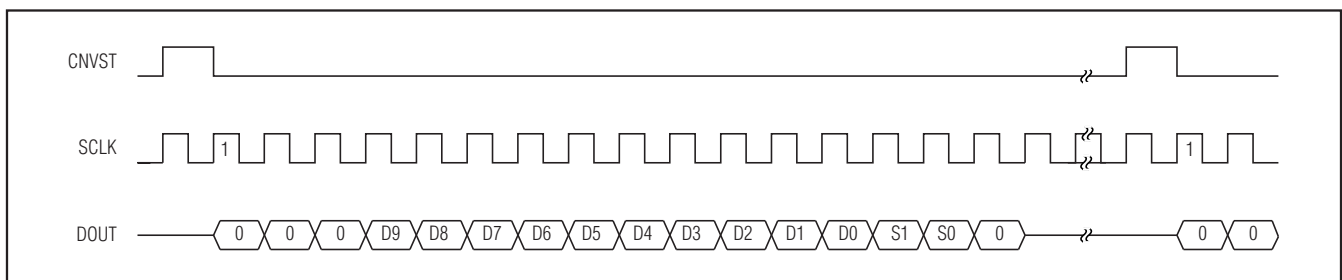 CNVST
SCLK 1 1
DOUT 0 0 0 D9 D8 D7 D6 D5 D4 D3 D2 D1 D0 S1 S0 0 0 0